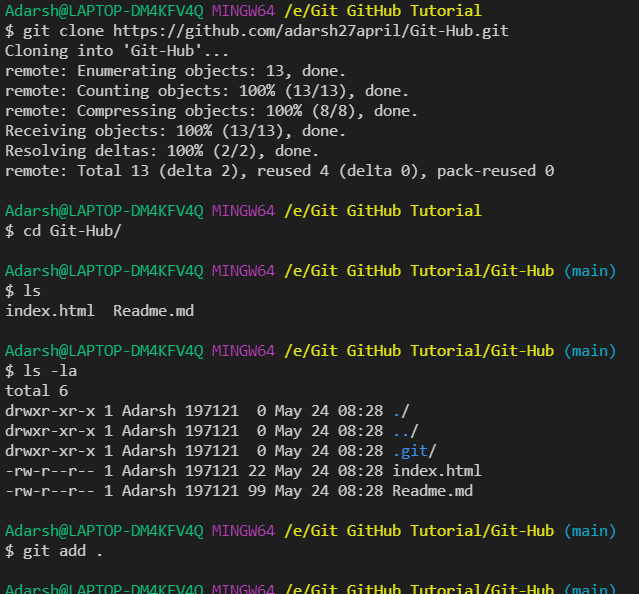 Adarsh@LAPTOP-DM4KFV4Q MINGW64 /e/Git GitHub Tutorial
$ git clone https://github.com/adarsh27april/Git-Hub.git
Cloning into 'Git-Hub'...
remote: Enumerating objects: 13, done.
remote: Counting objects: 100% (13/13), done.
remote: Compressing objects: 100% (8/8), done.
Receiving objects: 100% (13/13), done.
Resolving deltas: 100% (2/2), done.
remote: Total 13 (delta 2), reused 4 (delta 0), pack-reused 0
Adarsh@LAPTOP-DM4KFV4Q MINGW64 /e/Git GitHub Tutorial
$ cd Git-Hub/
Adarsh@LAPTOP-DM4KFV4Q MINGW64 /e/Git GitHub Tutorial/Git-Hub (main)
$ ls
index.html  Readme.md
Adarsh@LAPTOP-DM4KFV4Q MINGW64 /e/Git GitHub Tutorial/Git-Hub (main)
$ ls -la
total 6
drwxr-xr-x 1 Adarsh 197121  0 May 24 08:28 ./
drwxr-xr-x 1 Adarsh 197121  0 May 24 08:28 ../
drwxr-xr-x 1 Adarsh 197121  0 May 24 08:28 .git/
-rw-r--r-- 1 Adarsh 197121 22 May 24 08:28 index.html
-rw-r--r-- 1 Adarsh 197121 99 May 24 08:28 Readme.md
Adarsh@LAPTOP-DM4KFV4Q MINGW64 /e/Git GitHub Tutorial/Git-Hub (main)
$ git add .
Adarsh@LAPTOP-DM4KFV4Q MINGW64 /e/Git GitHub Tutorial/Git-Hub (main)